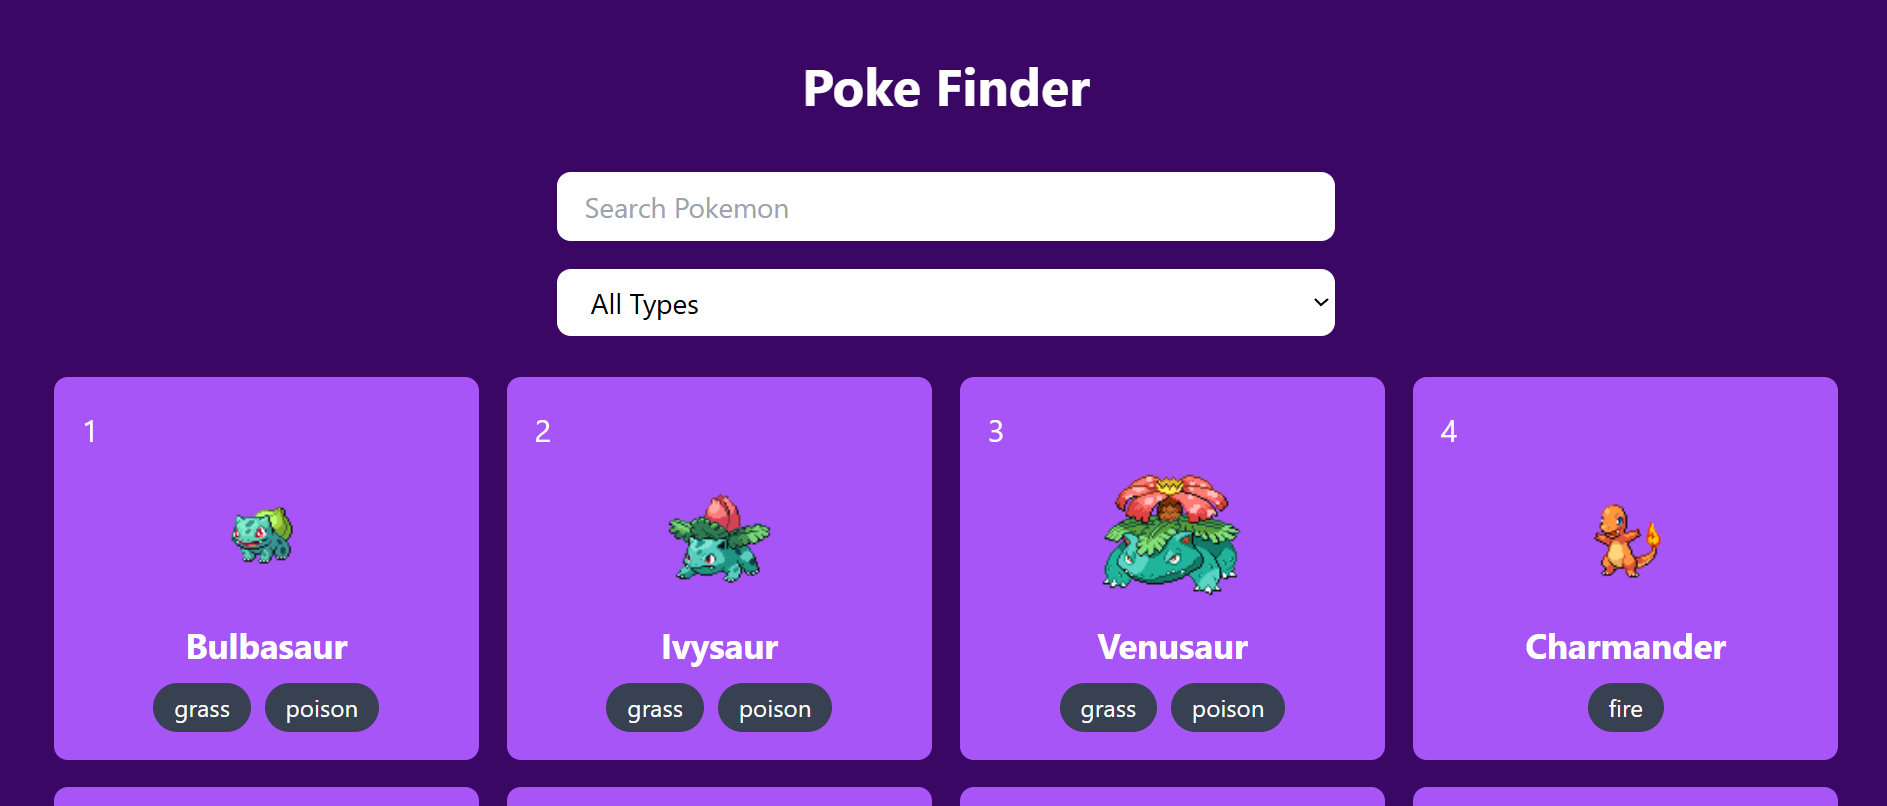 Poke Finder
Search Pokemon
All Types
1
2
3
4
Bulbasaur
Ivysaur
Venusaur
Charmander
grass poison
grass poison
grass poison
fire